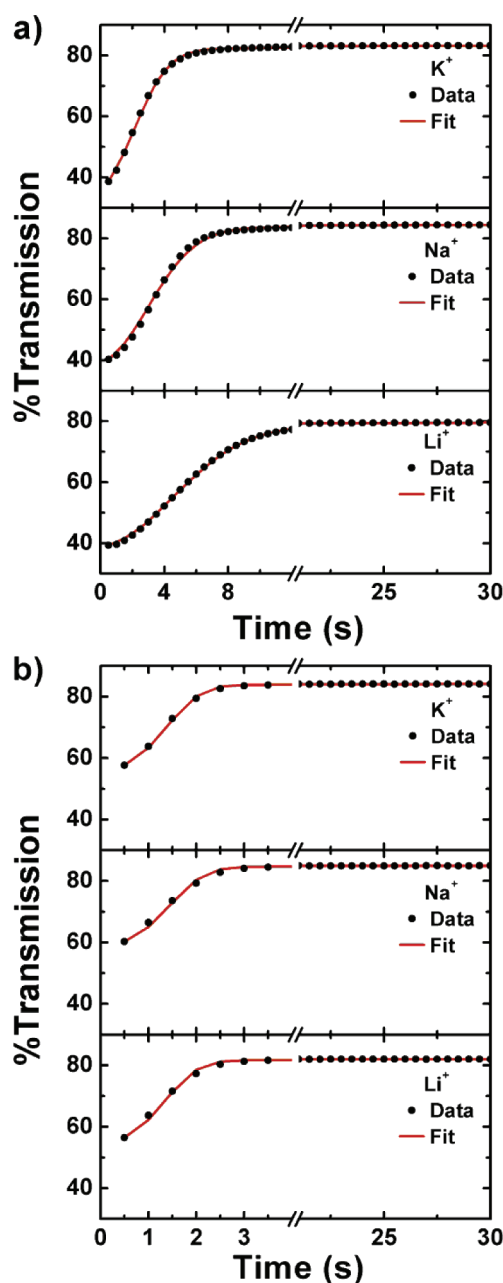 a)
80
60
40
K+
Data
Fit
80
60
40
Na+
Data
Fit
80
60
40
Li+
Data
Fit
%Transmission
0 4 8 25 30
Time (s)
b)
80
60
40
K+
Data
Fit
80
60
40
Na+
Data
Fit
80
60
40
Li+
Data
Fit
%Transmission
0 1 2 3 25 30
Time (s)